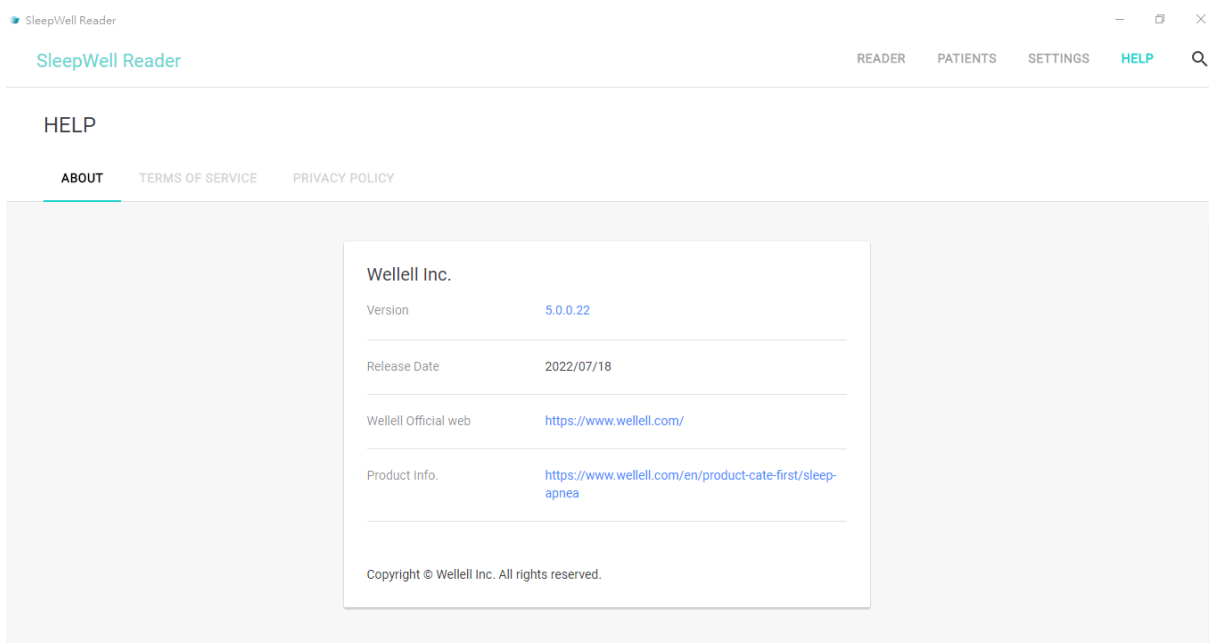 SleepWell Reader
SleepWell Reader
READER PATIENTS SETTINGS HELP
HELP
ABOUT TERMS OF SERVICE PRIVACY POLICY
Wellell Inc.
Version 5.0.0.22
Release Date 2022/07/18
Wellell Official web https://www.wellell.com/
Product Info. https://www.wellell.com/en/product-cate-first/sleep-
apnea
Copyright © Wellell Inc. All rights reserved.